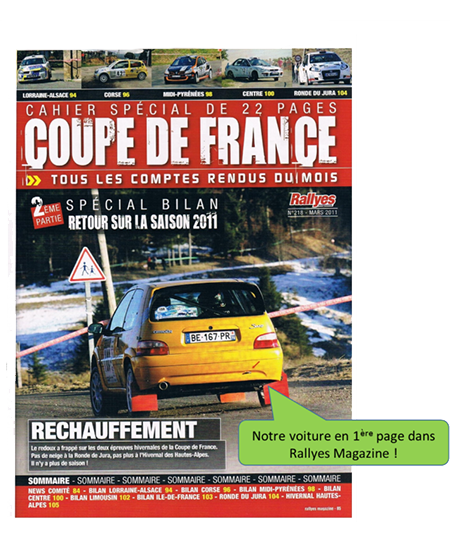 LORRAINE-ALSACE 94 CORSE 96 MIDI-PYRÉNÉES 98 CENTRE 100 RONDE DU JURA 104
CAHIER SPÉCIAL DE 22 PAGES
COUPE DE FRANCE
TOUS LES COMPTES RENDUS DU MOIS
2ÈME PARTIE
SPÉCIAL BILAN
RETOUR SUR LA SAISON 2011
Rallyes
N°218 - MARS 2011
BE-167-PR
RECHAUFFEMENT
Le redoux a frappé sur les deux épreuves hivernales de la Coupe de France.
Pas de neige à la Ronde du Jura, pas plus à l'Hivernal des Hautes-Alpes.
Il n'y a plus de saison !
Notre voiture en 1ère page dans
Rallyes Magazine !
SOMMAIRE - SOMMAIRE - SOMMAIRE - SOMMAIRE - SOMMAIRE - SOMMAIRE
NEWS COMITÉ 84 - BILAN LORRAINE-ALSACE 94 - BILAN CORSE 96 - BILAN MIDI-PYRÉNÉES 98 - BILAN
CENTRE 100 - BILAN LIMOUSIN 102 - BILAN ILE-DE-FRANCE 103 - RONDE DU JURA 104 - HIVERNAL HAUTES-
ALPES 105